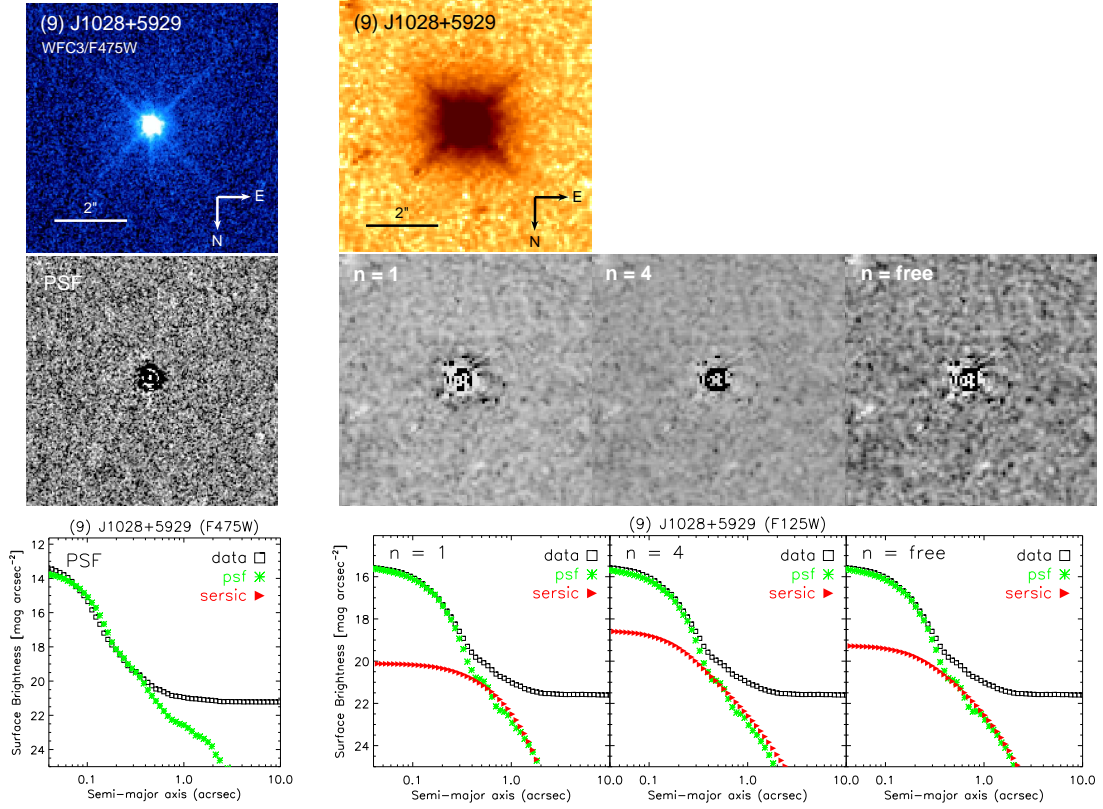 (9) J1028+5929
WFC3/F475W
2"
E
N
(9) J1028+5929
2"
E
N
PSF
n = 1
n = 4
n = free
(9) J1028+5929 (F475W)
PSF
data
psf
sersic
12
14
16
18
20
22
24
Surface Brightness [mag arcsec⁻²]
0.1
1.0
10.0
Semi-major axis (acrsec)
(9) J1028+5929 (F125W)
n = 1
data
psf
sersic
n = 4
data
psf
sersic
n = free
data
psf
sersic
16
18
20
22
24
Surface Brightness [mag arcsec⁻²]
0.1
1.0
10.0
0.1
1.0
10.0
0.1
1.0
10.0
Semi-major axis (acrsec)
Semi-major axis (acrsec)
Semi-major axis (acrsec)